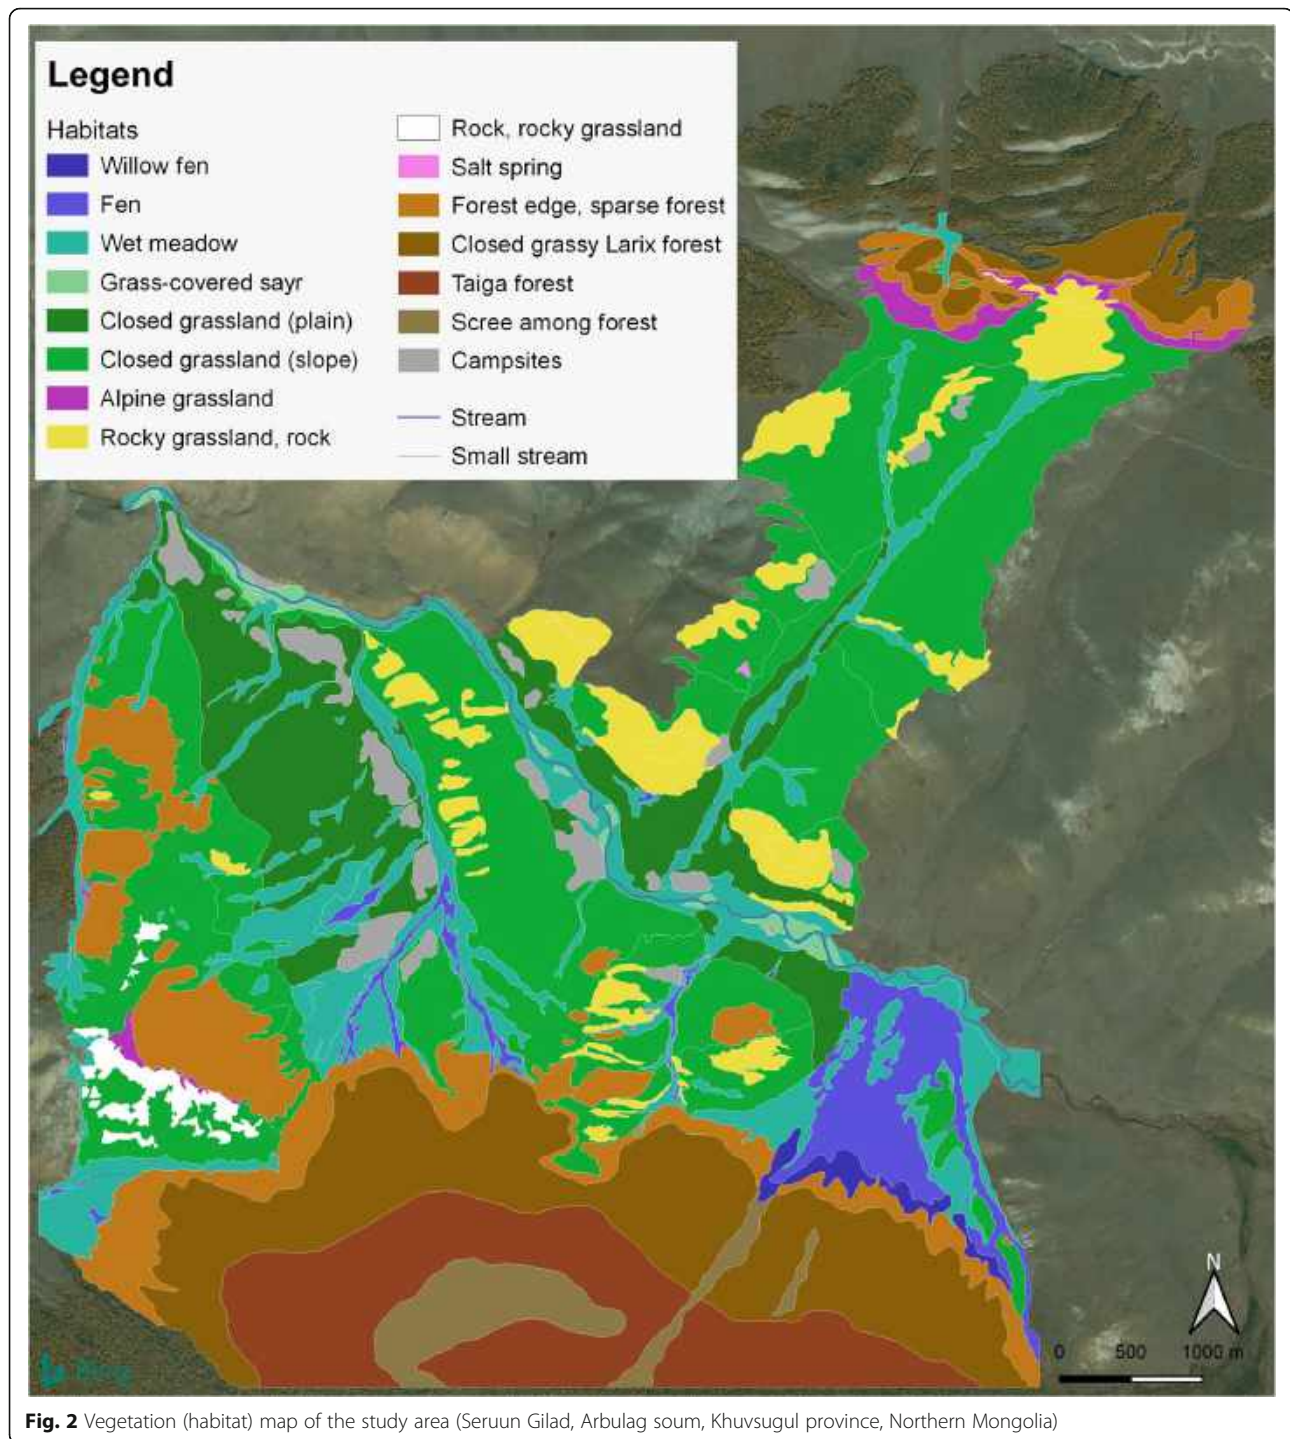 Legend
Habitats
Willow fen
Fen
Wet meadow
Grass-covered sayr
Closed grassland (plain)
Closed grassland (slope)
Alpine grassland
Rocky grassland, rock
Rock, rocky grassland
Salt spring
Forest edge, sparse forest
Closed grassy Larix forest
Taiga forest
Scree among forest
Campsites
Stream
Small stream
N
0 500 1000 m
Bing
Fig. 2 Vegetation (habitat) map of the study area (Seruun Gilad, Arbulag soum, Khuvsugul province, Northern Mongolia)